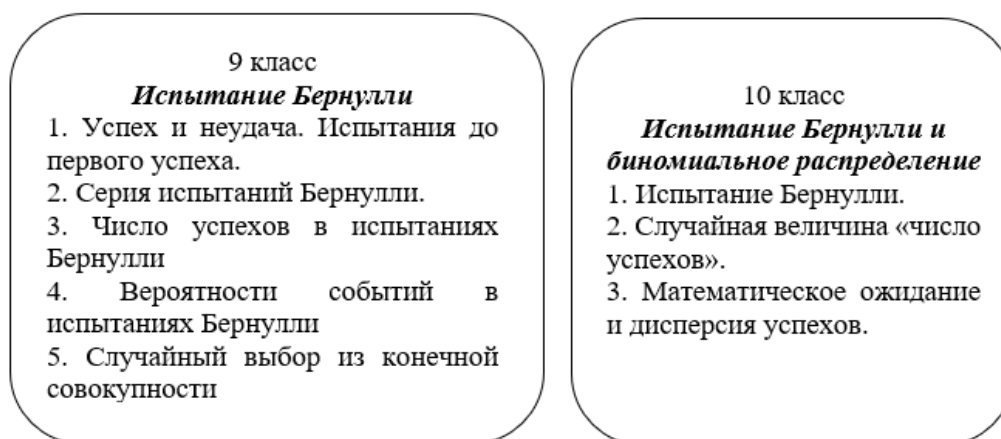 9 класс
Испытание Бернулли
1. Успех и неудача. Испытания до
первого успеха.
2. Серия испытаний Бернулли.
3. Число успехов в испытаниях
Бернулли
4. Вероятности событий в
испытаниях Бернулли
5. Случайный выбор из конечной
совокупности
10 класс
Испытание Бернулли и
биномиальное распределение
1. Испытание Бернулли.
2. Случайная величина «число
успехов».
3. Математическое ожидание
и дисперсия успехов.